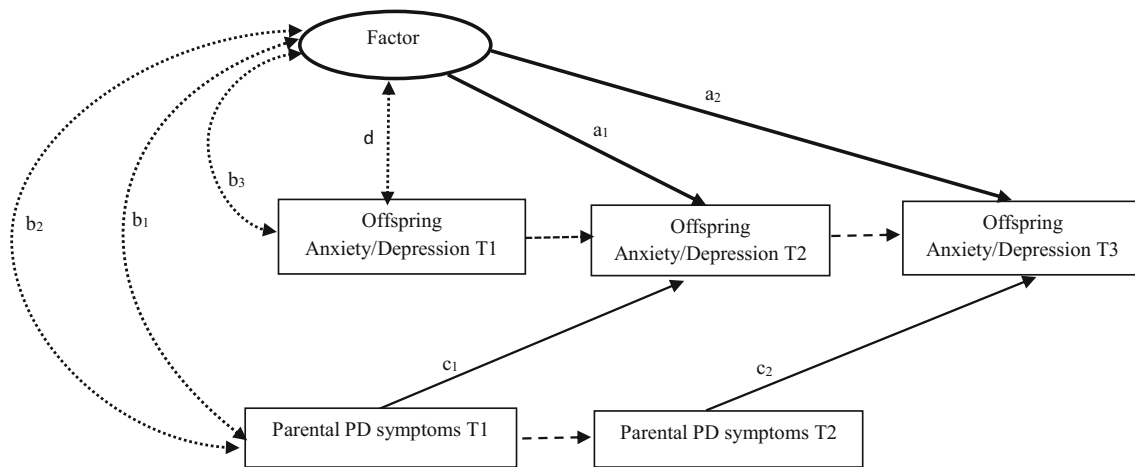 Factor
a₂
a₁
d
b₃
b₂
b₁
Offspring
Anxiety/Depression T1
Offspring
Anxiety/Depression T2
Offspring
Anxiety/Depression T3
c₁
c₂
Parental PD symptoms T1
Parental PD symptoms T2